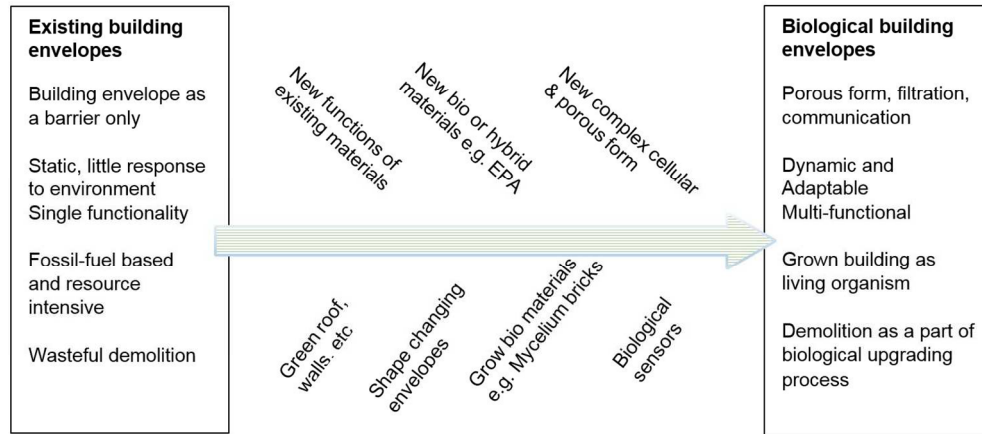 Existing building
envelopes
Building envelope as
a barrier only
Static, little response
to environment
Single functionality
Fossil-fuel based
and resource
intensive
Wasteful demolition
New functions of
existing materials
New bio or hybrid
materials e.g. EPA
New complex cellular
& porous form
Green roof,
walls. etc
Shape changing
envelopes
Grow bio materials
e.g. Mycelium bricks
Biological
sensors
Biological building
envelopes
Porous form, filtration,
communication
Dynamic and
Adaptable
Multi-functional
Grown building as
living organism
Demolition as a part of
biological upgrading
process